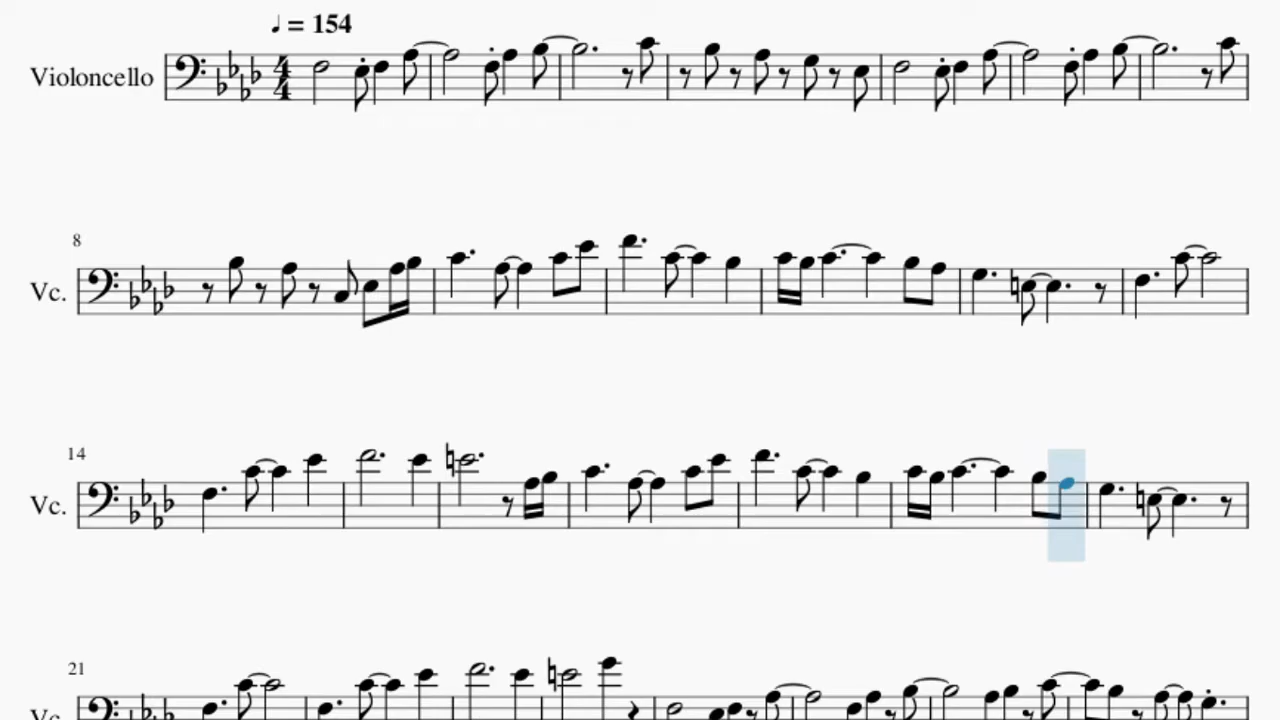 ♩ = 154
Violoncello
8
Vc.
14
Vc.
21
Vc.